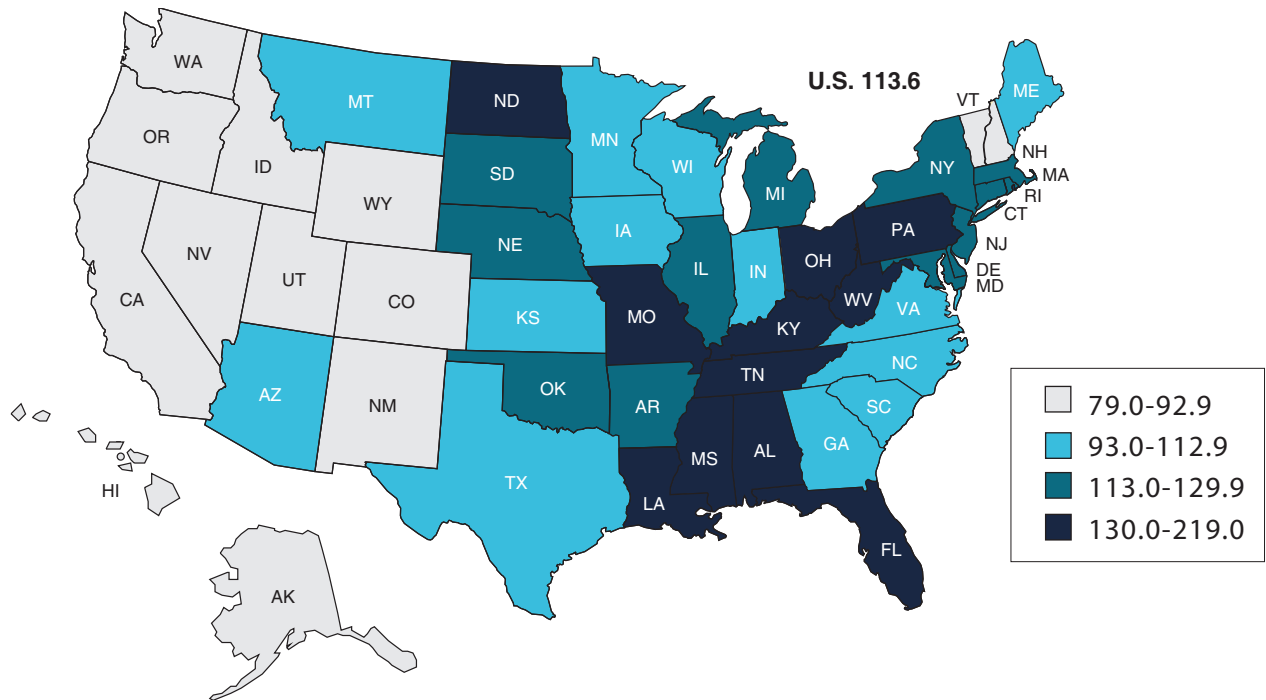 WA
MT
ND
MN
U.S. 113.6
VT
ME
OR
ID
SD
WI
MI
NY
NH
MA
RI
CT
WY
NE
IA
PA
NJ
NV
UT
CO
IL
IN
OH
DE
MD
CA
KS
MO
WV
VA
KY
AZ
NM
OK
AR
TN
NC
SC
TX
MS
AL
GA
LA
FL
HI
AK
79.0-92.9
93.0-112.9
113.0-129.9
130.0-219.0